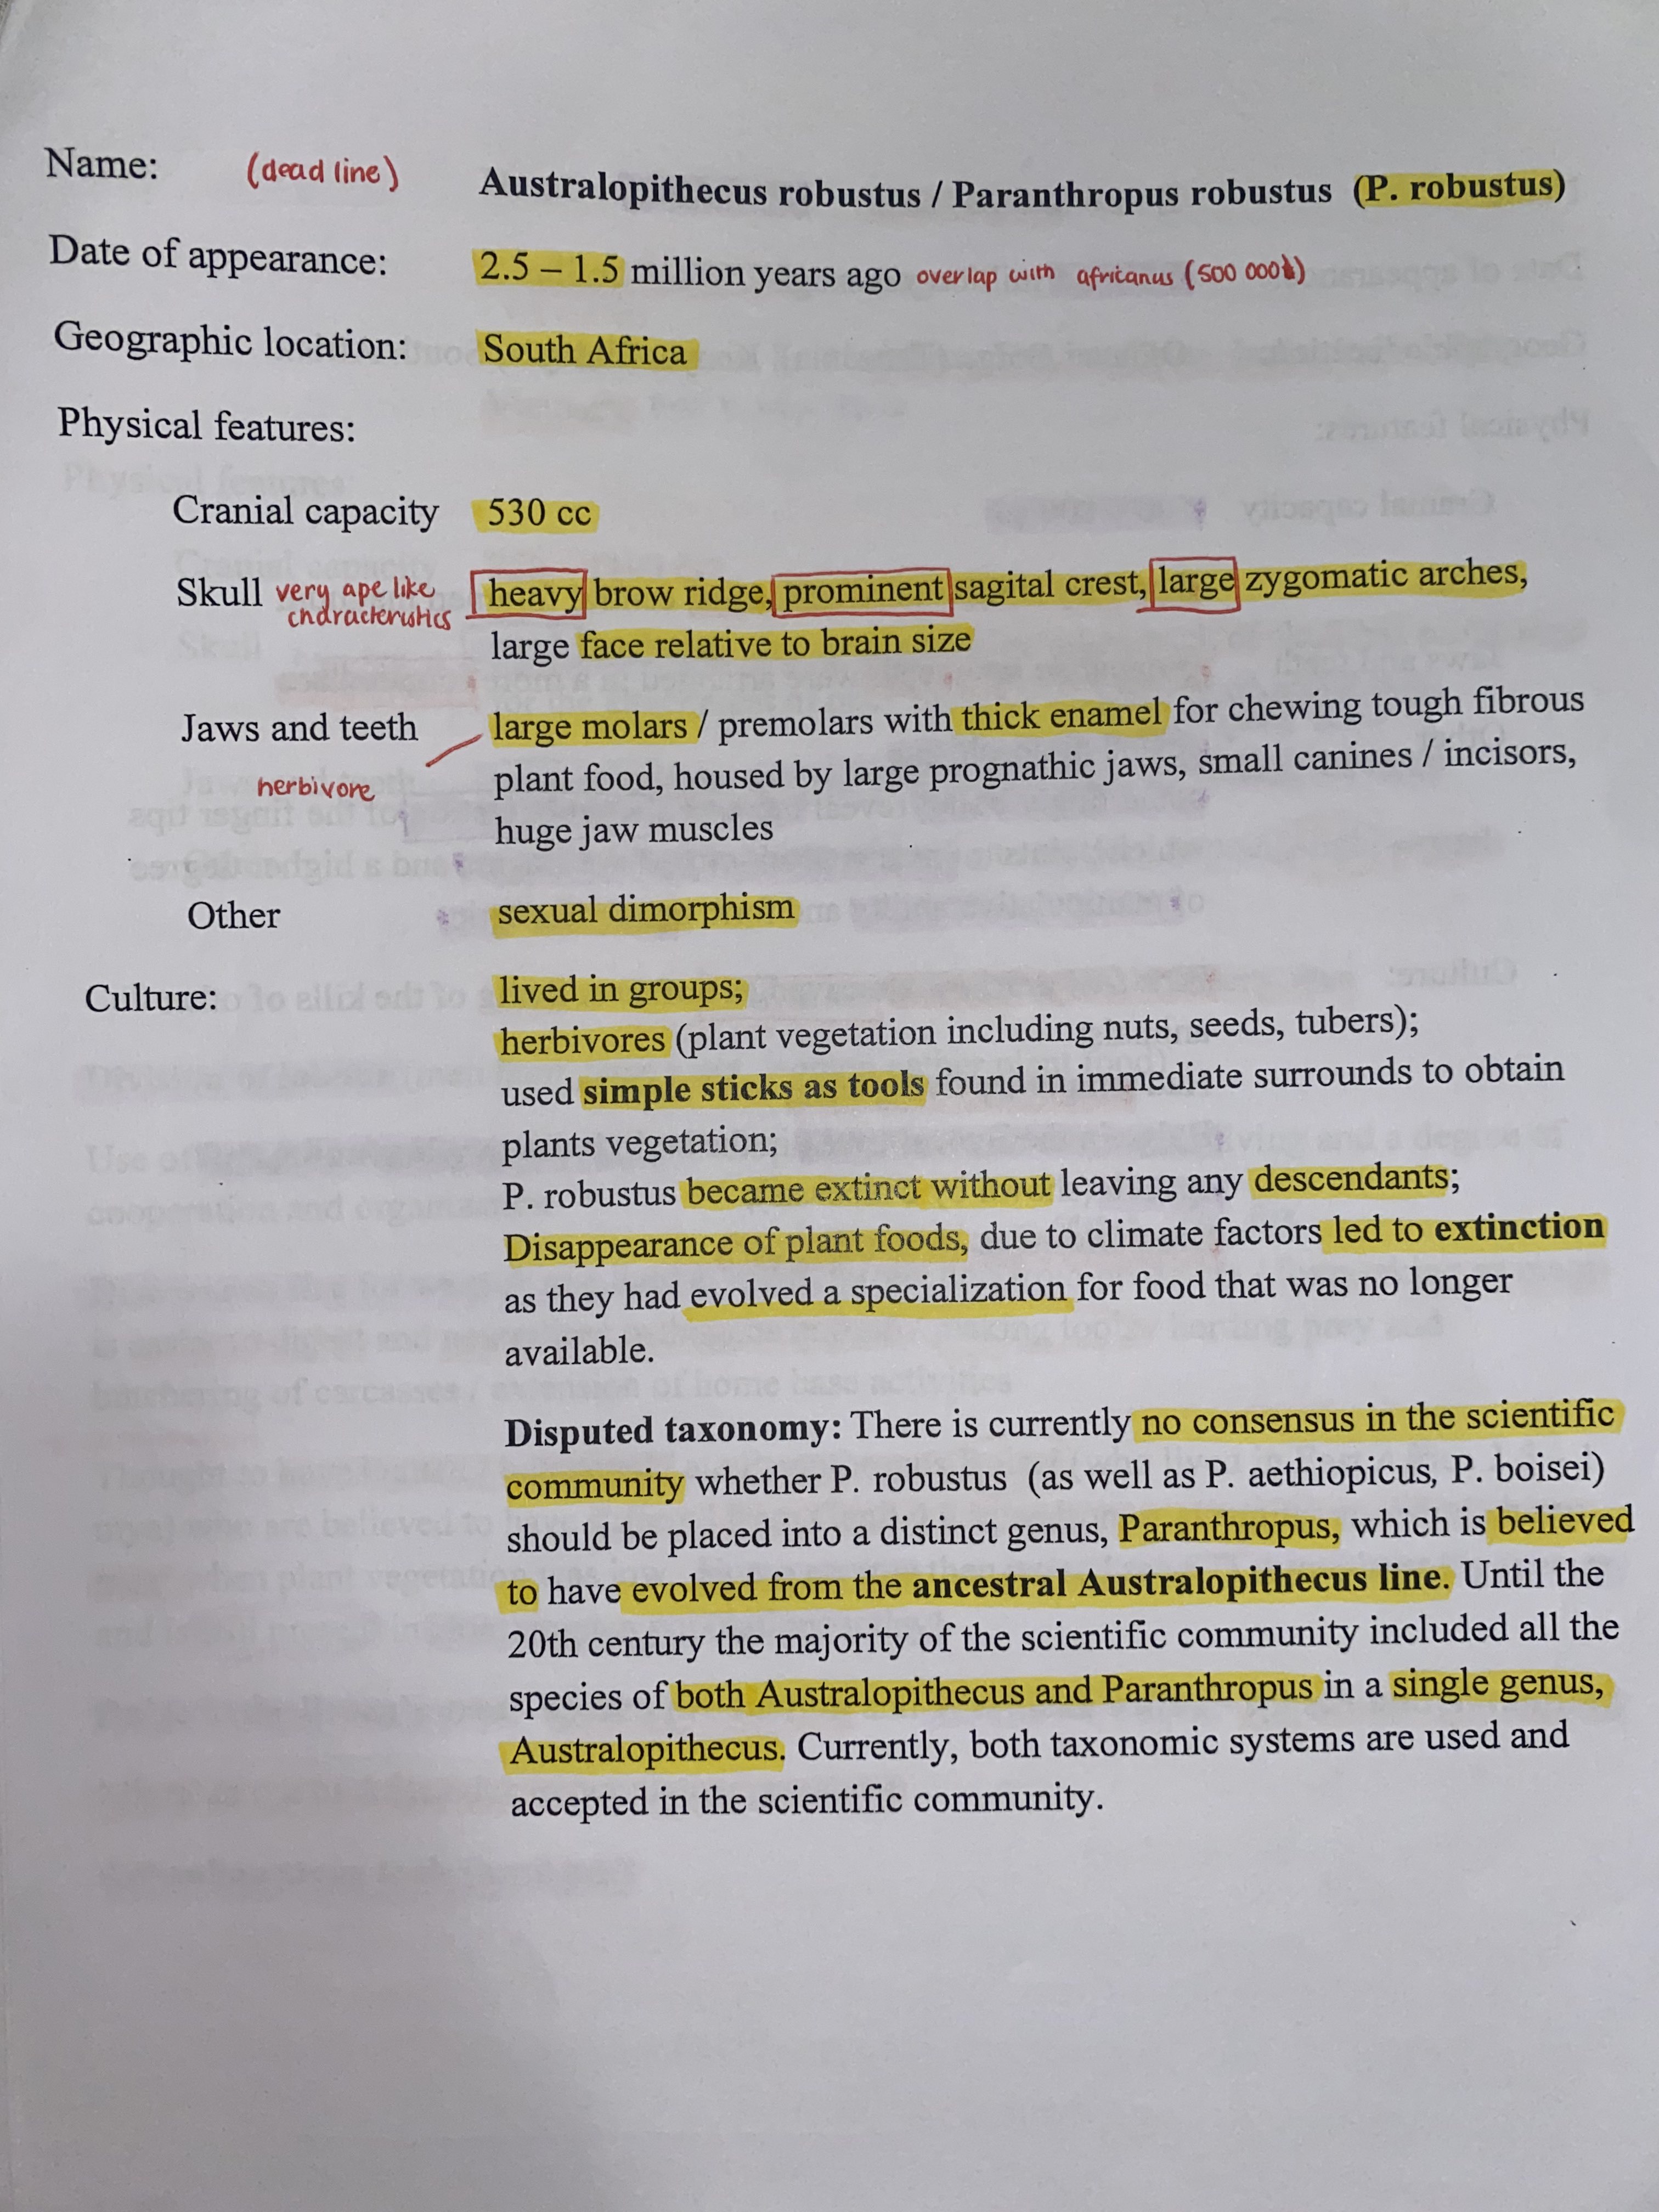 Name: (dead line) Australopithecus robustus / Paranthropus robustus (P. robustus)
Date of appearance: 2.5 – 1.5 million years ago overlap with africanus (500 000)
Geographic location: South Africa
Physical features:
Cranial capacity 530 cc
Skull very ape like characteristics heavy brow ridge, prominent sagital crest, large zygomatic arches,
large face relative to brain size
Jaws and teeth large molars / premolars with thick enamel for chewing tough fibrous
herbivore plant food, housed by large prognathic jaws, small canines / incisors,
huge jaw muscles
Other sexual dimorphism
Culture: lived in groups;
herbivores (plant vegetation including nuts, seeds, tubers);
used simple sticks as tools found in immediate surrounds to obtain
plants vegetation;
P. robustus became extinct without leaving any descendants;
Disappearance of plant foods, due to climate factors led to extinction
as they had evolved a specialization for food that was no longer
available.
Disputed taxonomy: There is currently no consensus in the scientific
community whether P. robustus (as well as P. aethiopicus, P. boisei)
should be placed into a distinct genus, Paranthropus, which is believed
to have evolved from the ancestral Australopithecus line. Until the
20th century the majority of the scientific community included all the
species of both Australopithecus and Paranthropus in a single genus,
Australopithecus. Currently, both taxonomic systems are used and
accepted in the scientific community.